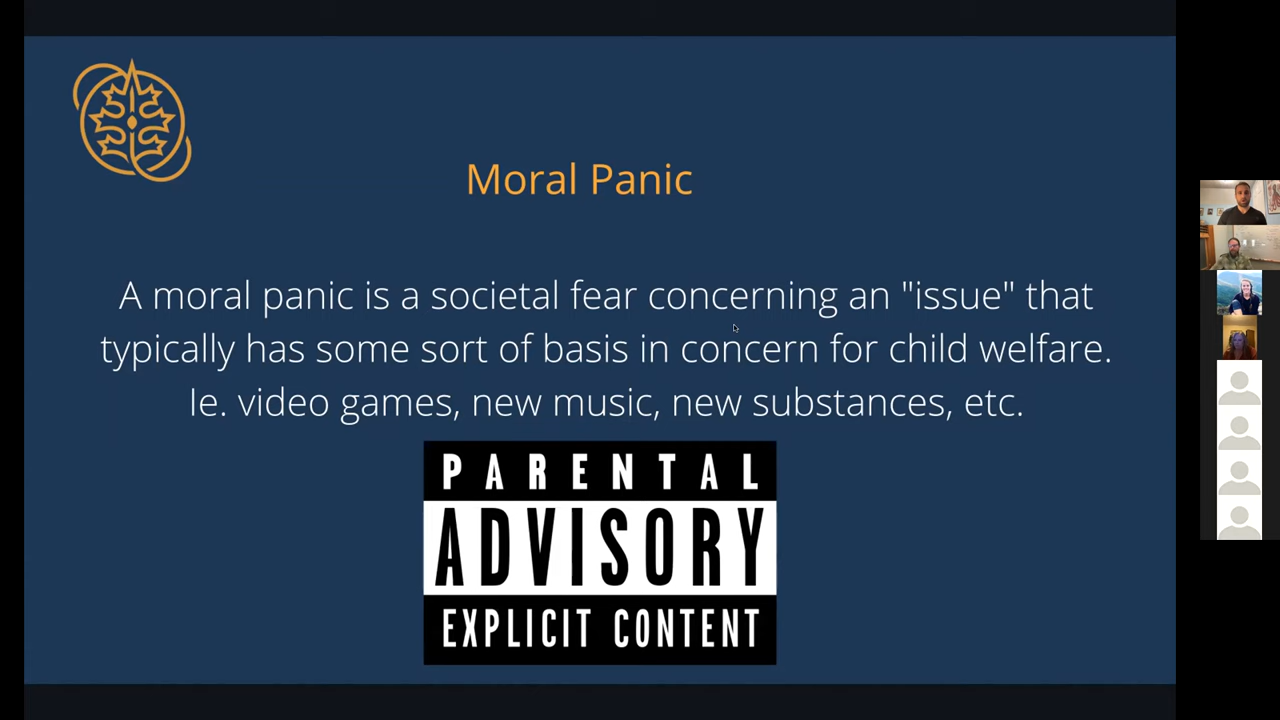 Moral Panic
A moral panic is a societal fear concerning an "issue" that
typically has some sort of basis in concern for child welfare.
Ie. video games, new music, new substances, etc.
PARENTAL
ADVISORY
EXPLICIT CONTENT